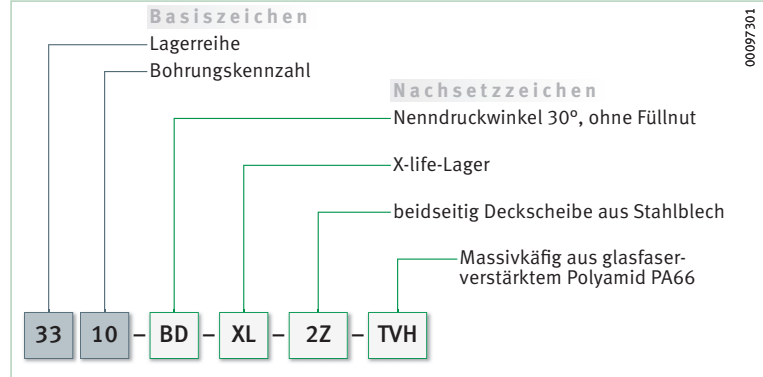 Basiszeichen
Lagerreihe
Bohrungskennzahl
Nachsetzzeichen
Nenndruckwinkel 30°, ohne Füllnut
X-life-Lager
beidseitig Deckscheibe aus Stahlblech
Massivkäfig aus glasfaser-
verstärktem Polyamid PA66
33 10 – BD – XL – 2Z – TVH
00097301